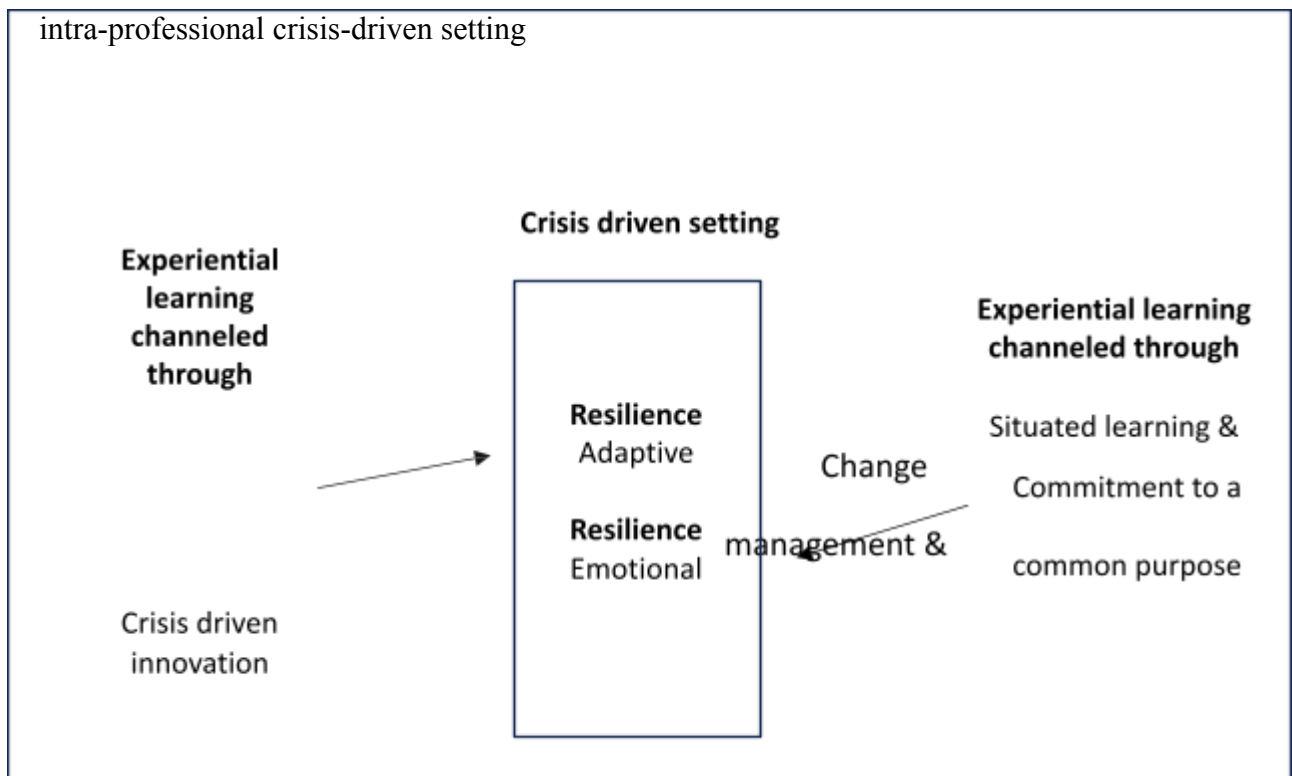 intra-professional crisis-driven setting
Crisis driven setting
Experiential
learning
channeled
through
Crisis driven
innovation
Resilience
Adaptive
Resilience
Emotional
Change
management &
Experiential learning
channeled through
Situated learning &
Commitment to a
common purpose